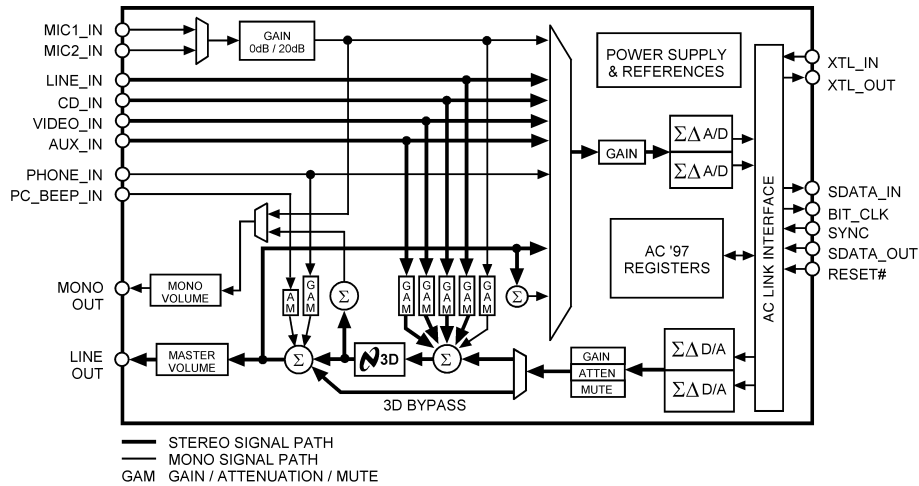 MIC1_IN
MIC2_IN
LINE_IN
CD_IN
VIDEO_IN
AUX_IN
PHONE_IN
PC_BEEP_IN
MONO
OUT
LINE
OUT
GAIN
0dB / 20dB
POWER SUPPLY
& REFERENCES
GAIN
ΣΔ A/D
ΣΔ A/D
AC '97
REGISTERS
AC LINK INTERFACE
XTL_IN
XTL_OUT
SDATA_IN
BIT_CLK
SYNC
SDATA_OUT
RESET#
MONO
VOLUME
MASTER
VOLUME
AM
GAM
Σ
GAM
GAM
GAM
GAM
GAM
Σ
Σ
3D
Σ
3D BYPASS
GAIN
ATTEN
MUTE
ΣΔ D/A
ΣΔ D/A
STEREO SIGNAL PATH
MONO SIGNAL PATH
GAM GAIN / ATTENUATION / MUTE